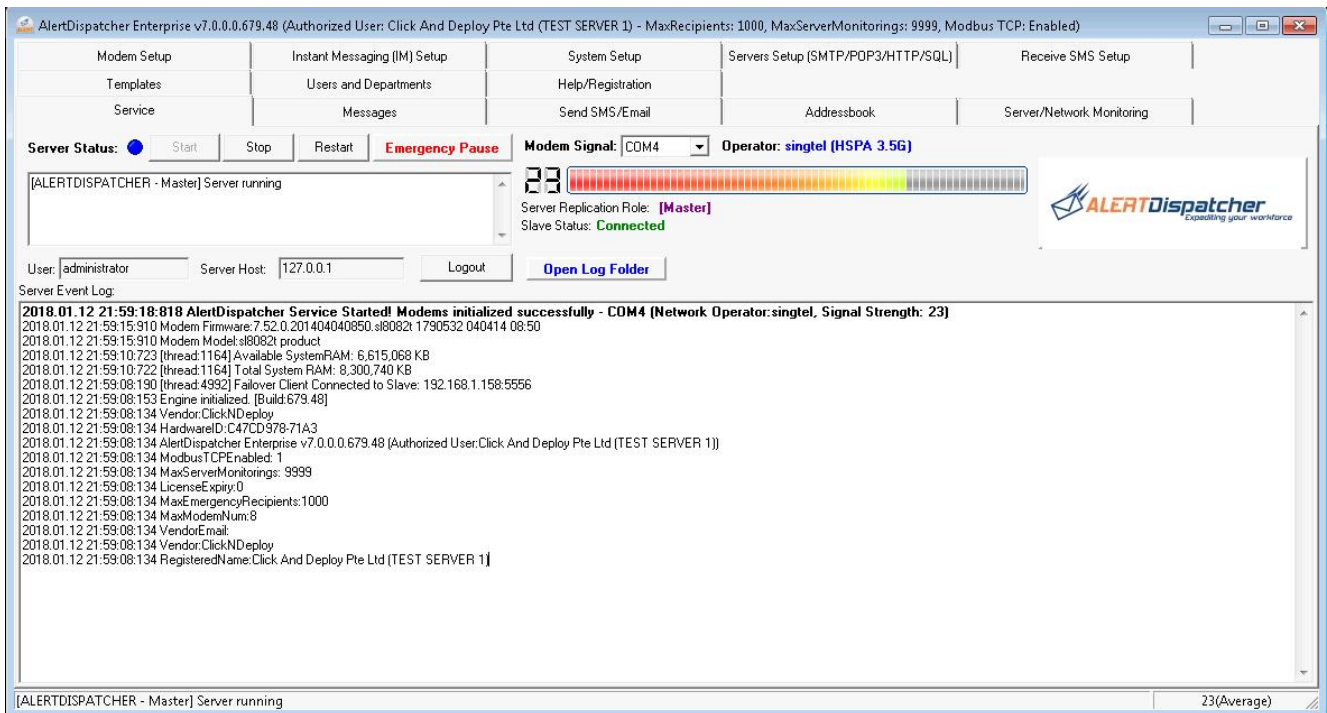 AlertDispatcher Enterprise v7.0.0.0.679.48 (Authorized User: Click And Deploy Pte Ltd (TEST SERVER 1) - MaxRecipients: 1000, MaxServerMonitorings: 9999, Modbus TCP: Enabled)
Modem Setup Instant Messaging (IM) Setup System Setup Servers Setup (SMTP/POP3/HTTP/SQL) Receive SMS Setup
Templates Users and Departments Help/Registration
Service Messages Send SMS/Email Addressbook Server/Network Monitoring
Server Status: Start Stop Restart Emergency Pause Modem Signal: COM4 Operator: singtel (HSPA 3.5G)
[ALERTDISPATCHER - Master] Server running
23
Server Replication Role: [Master]
Slave Status: Connected
ALERTDispatcher
Expediting your workforce
User: administrator Server Host: 127.0.0.1 Logout Open Log Folder
Server Event Log:
2018.01.12 21:59:18:818 AlertDispatcher Service Started! Modems initialized successfully - COM4 (Network Operator:singtel, Signal Strength: 23)
2018.01.12 21:59:15:910 Modem Firmware:7.52.0.201404040850.sl8082t 1790532 040414 08:50
2018.01.12 21:59:15:910 Modem Model:sl8082t product
2018.01.12 21:59:10:723 [thread:1164] Available SystemRAM: 6,615,068 KB
2018.01.12 21:59:10:722 [thread:1164] Total System RAM: 8,300,740 KB
2018.01.12 21:59:08:190 [thread:4992] Failover Client Connected to Slave: 192.168.1.158:5556
2018.01.12 21:59:08:153 Engine initialized. [Build:679.48]
2018.01.12 21:59:08:134 Vendor:ClickNDeploy
2018.01.12 21:59:08:134 HardwareID:C47CD978-71A3
2018.01.12 21:59:08:134 AlertDispatcher Enterprise v7.0.0.0.679.48 (Authorized User:Click And Deploy Pte Ltd (TEST SERVER 1))
2018.01.12 21:59:08:134 ModbusTCPEnabled: 1
2018.01.12 21:59:08:134 MaxServerMonitorings: 9999
2018.01.12 21:59:08:134 LicenseExpiry:0
2018.01.12 21:59:08:134 MaxEmergencyRecipients:1000
2018.01.12 21:59:08:134 MaxModemNum:8
2018.01.12 21:59:08:134 VendorEmail:
2018.01.12 21:59:08:134 Vendor:ClickNDeploy
2018.01.12 21:59:08:134 RegisteredName:Click And Deploy Pte Ltd (TEST SERVER 1)
[ALERTDISPATCHER - Master] Server running 23(Average)